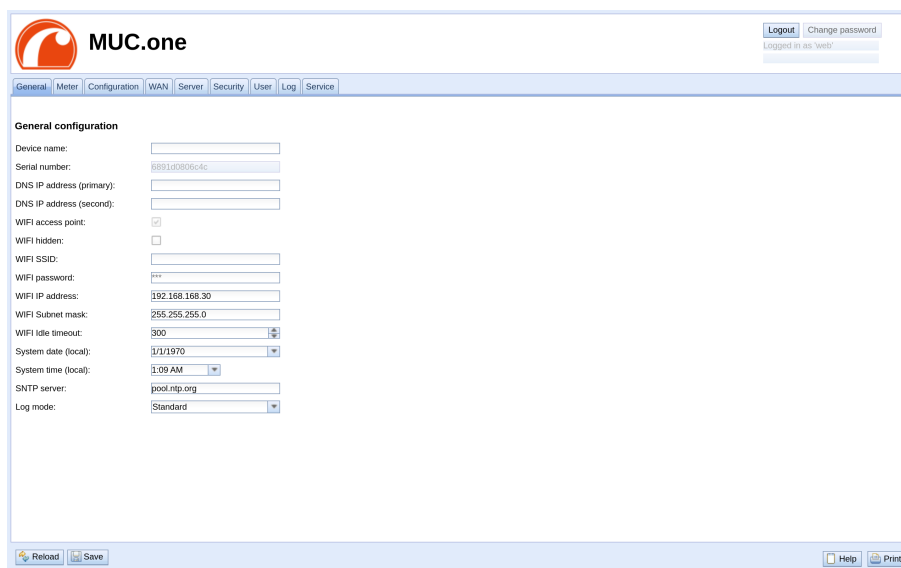 MUC.one
Logout Change password
Logged in as 'web'
General Meter Configuration WAN Server Security User Log Service
General configuration
Device name:
Serial number: 6891d0806c4c
DNS IP address (primary):
DNS IP address (second):
WIFI access point:
WIFI hidden:
WIFI SSID:
WIFI password: ***
WIFI IP address: 192.168.168.30
WIFI Subnet mask: 255.255.255.0
WIFI Idle timeout: 300
System date (local): 1/1/1970
System time (local): 1:09 AM
SNTP server: pool.ntp.org
Log mode: Standard
Reload Save Help Print